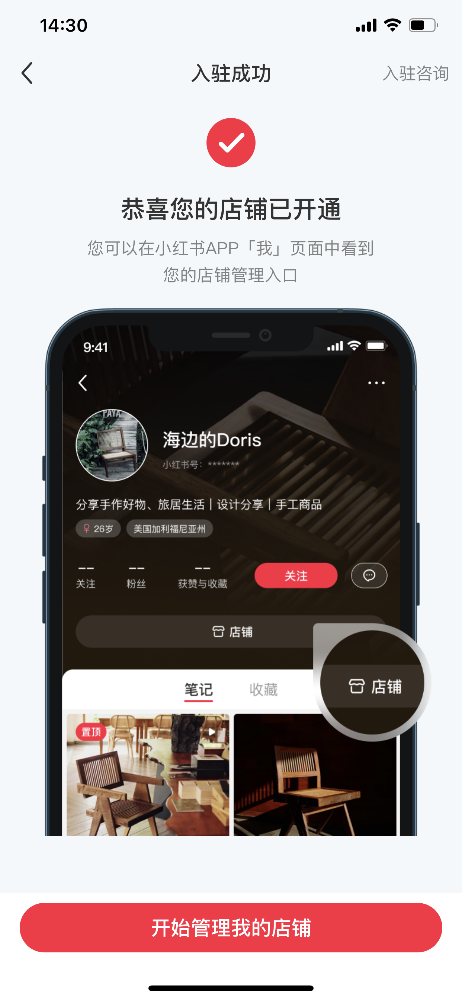 14:30
入驻成功
入驻咨询
恭喜您的店铺已开通
您可以在小红书APP「我」页面中看到
您的店铺管理入口
9:41
PAYA
海边的Doris
小红书号：*******
分享手作好物、旅居生活｜设计分享｜手工商品
♀ 26岁
美国加利福尼亚州
-- 关注
-- 粉丝
-- 获赞与收藏
关注
店铺
店铺
笔记
收藏
置顶
开始管理我的店铺